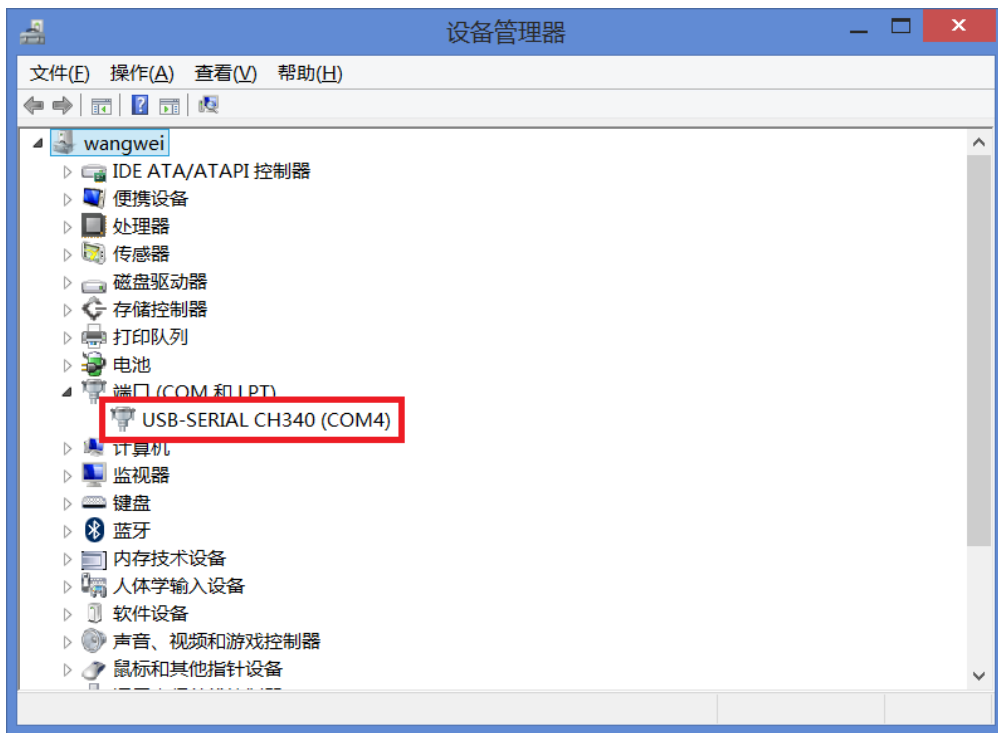 设备管理器
文件(F) 操作(A) 查看(V) 帮助(H)
wangwei
IDE ATA/ATAPI 控制器
便携设备
处理器
传感器
磁盘驱动器
存储控制器
打印队列
电池
端口 (COM 和 LPT)
USB-SERIAL CH340 (COM4)
计算机
监视器
键盘
蓝牙
内存技术设备
人体学输入设备
软件设备
声音、视频和游戏控制器
鼠标和其他指针设备